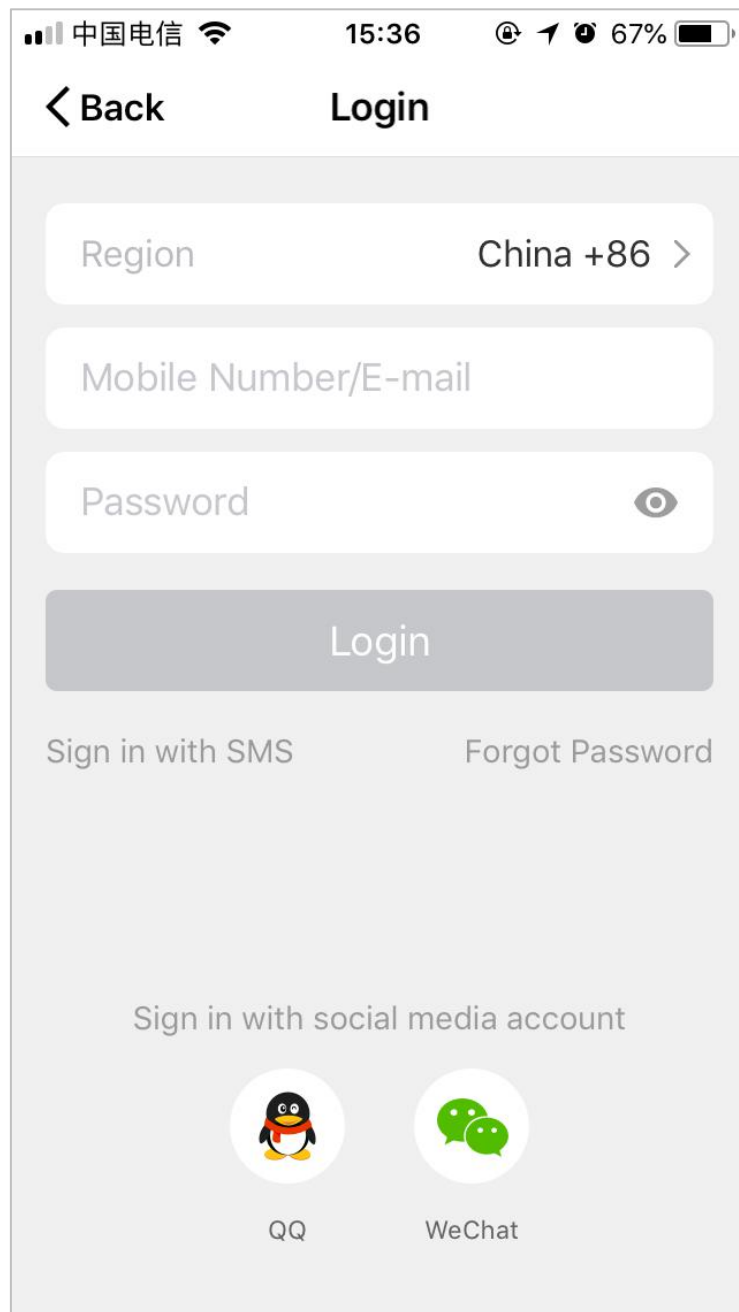 中国电信 15:36 67%
Back Login
Region China +86
Mobile Number/E-mail
Password
Login
Sign in with SMS Forgot Password
Sign in with social media account
QQ WeChat